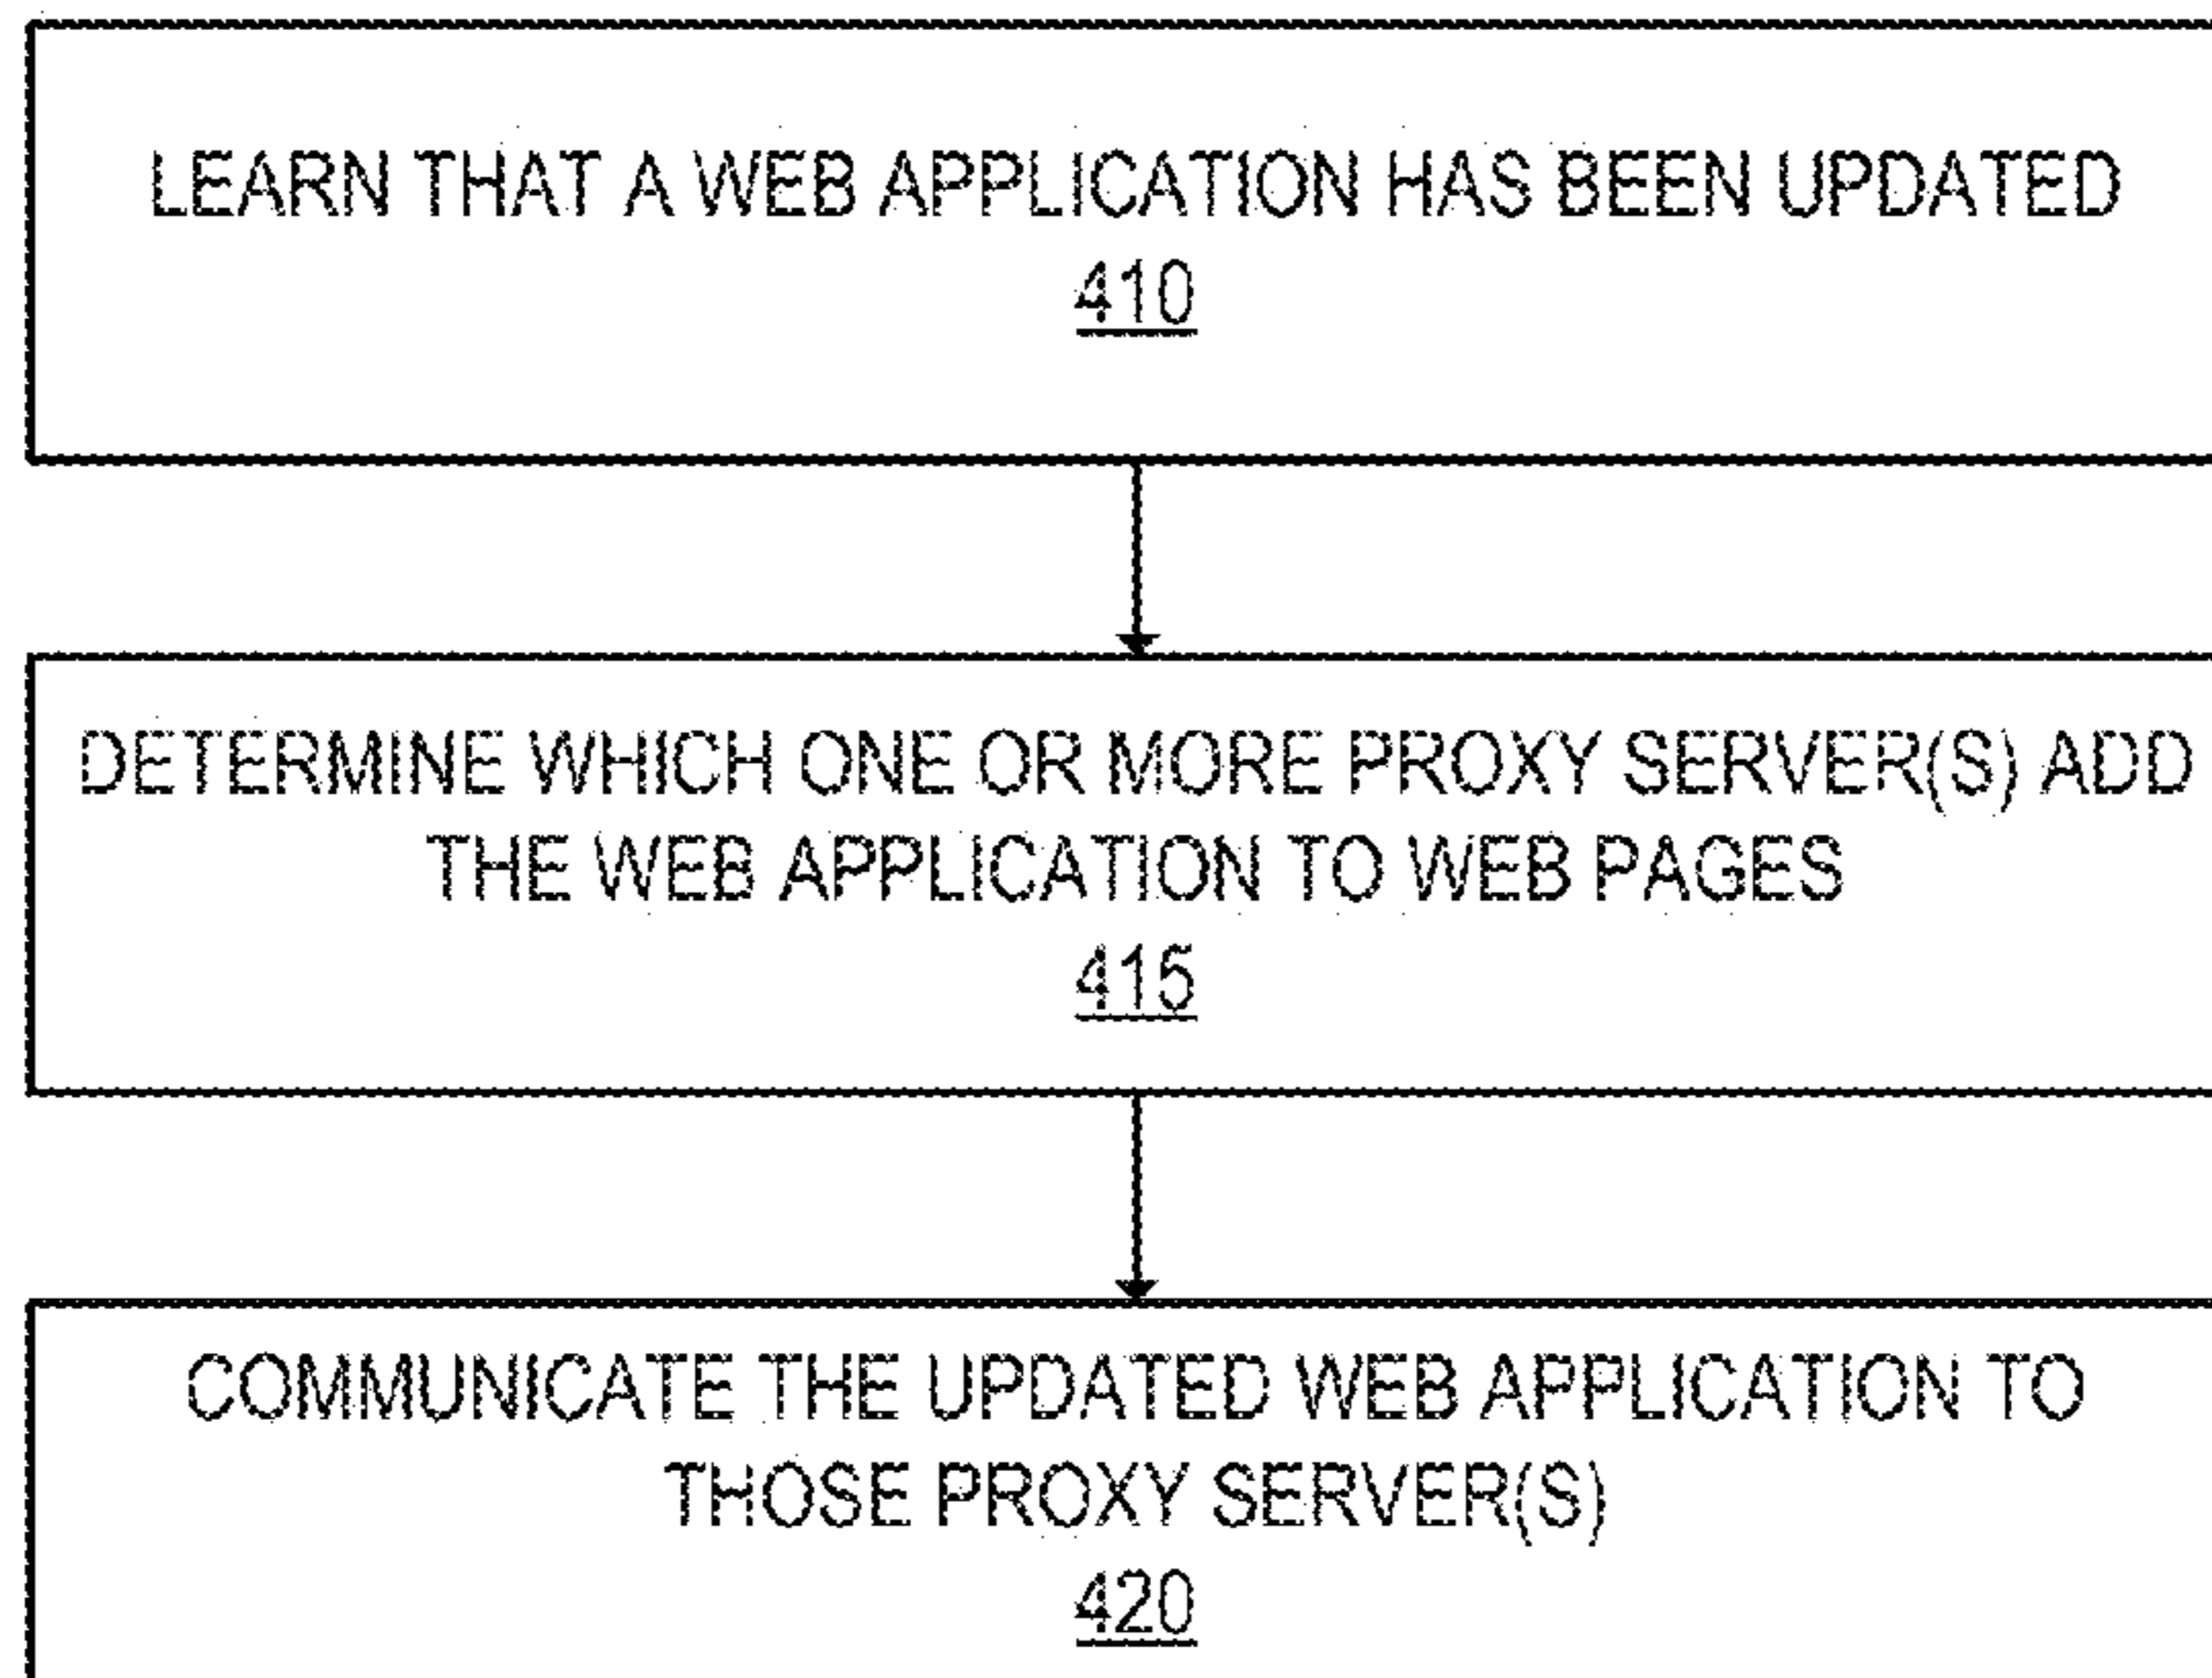 LEARN THAT A WEB APPLICATION HAS BEEN UPDATED
410
DETERMINE WHICH ONE OR MORE PROXY SERVER(S) ADD
THE WEB APPLICATION TO WEB PAGES
415
COMMUNICATE THE UPDATED WEB APPLICATION TO
THOSE PROXY SERVER(S)
420